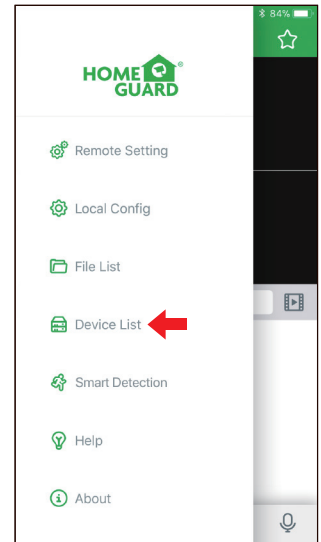 84%
HOME
GUARD®
Remote Setting
Local Config
File List
Device List
Smart Detection
Help
About